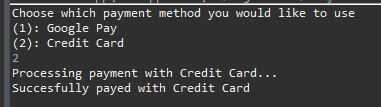 Choose which payment method you would like to use
(1): Google Pay
(2): Credit Card
2
Processing payment with Credit Card...
Succesfully payed with Credit Card